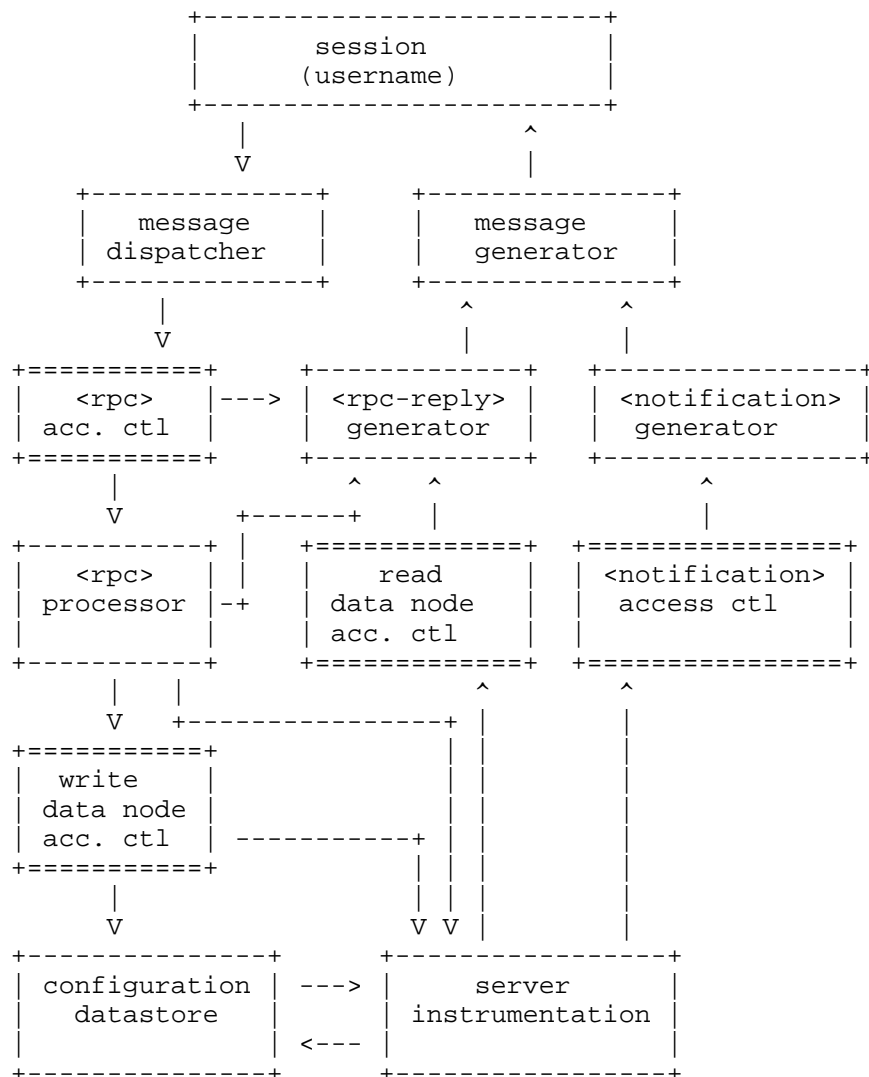 session
(username)
message
dispatcher
message
generator
<rpc>
acc. ctl
<rpc-reply>
generator
<notification>
generator
<rpc>
processor
read
data node
acc. ctl
<notification>
access ctl
write
data node
acc. ctl
configuration
datastore
server
instrumentation